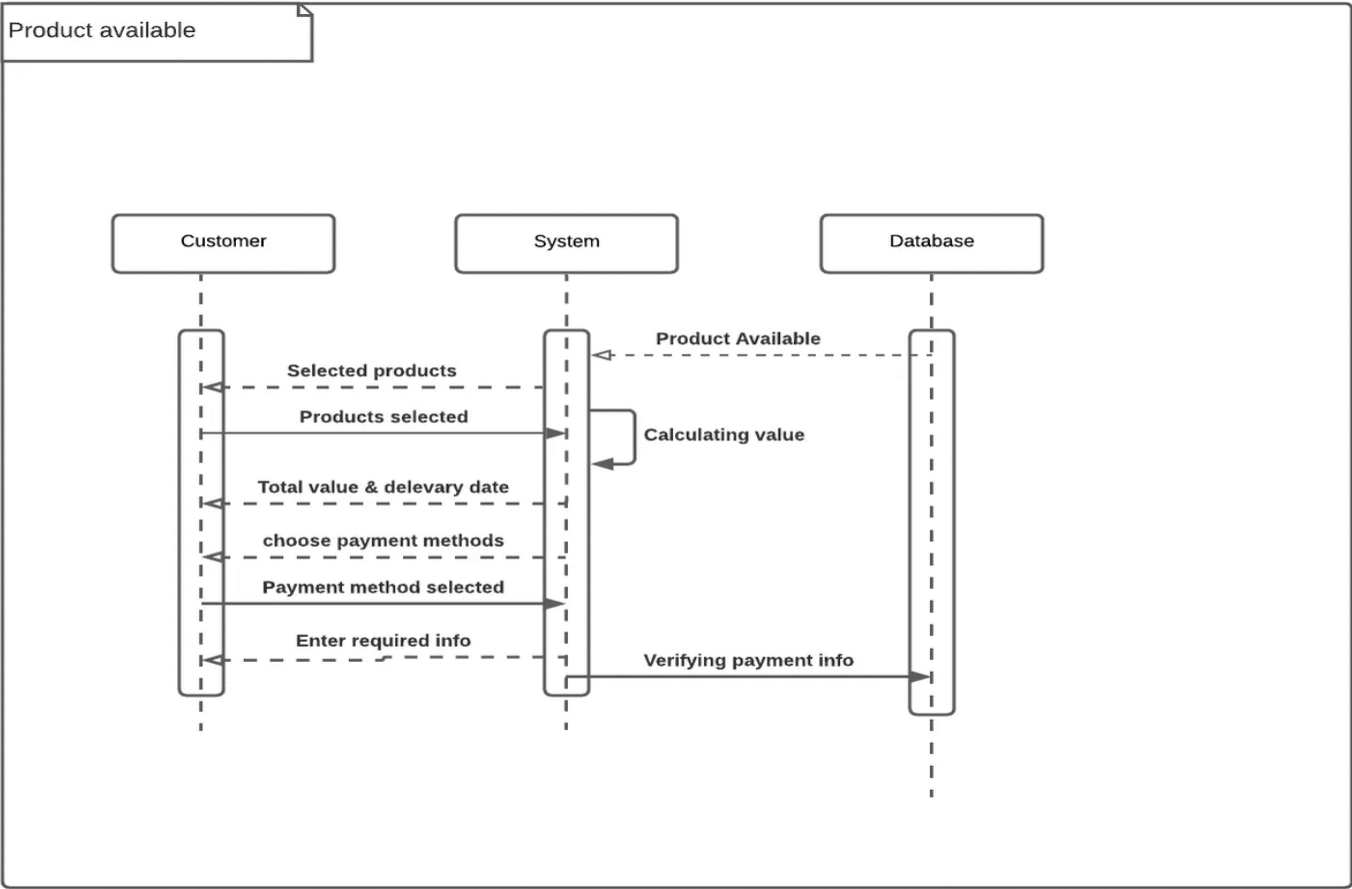 Product available
Customer
System
Database
Product Available
Selected products
Products selected
Calculating value
Total value & delevary date
choose payment methods
Payment method selected
Enter required info
Verifying payment info